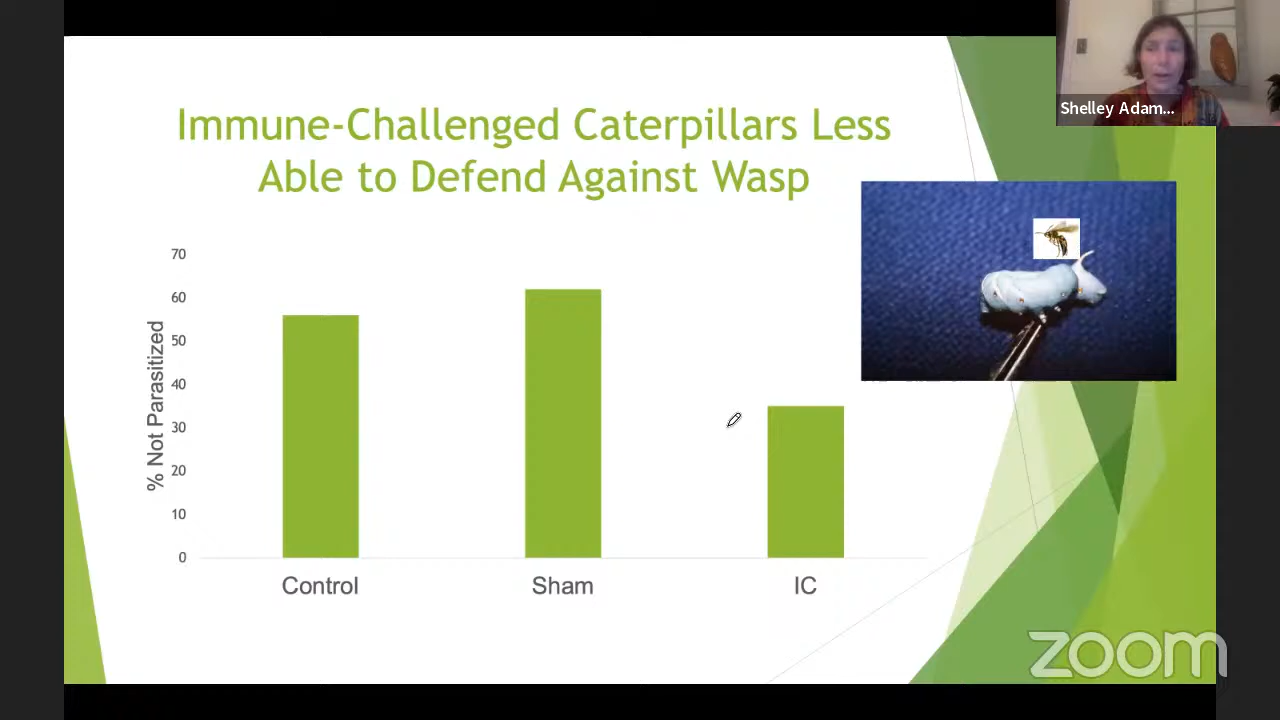 Immune-Challenged Caterpillars Less
Able to Defend Against Wasp
Shelley Adam...
% Not Parasitized
70
60
50
40
30
20
10
0
Control
Sham
IC
zoom